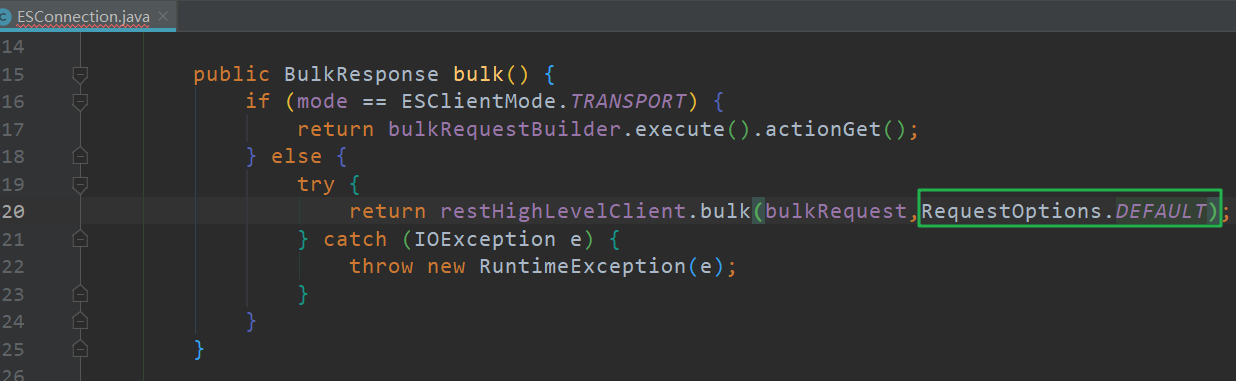 ESConnection.java
14
15 public BulkResponse bulk() {
16 if (mode == ESClientMode.TRANSPORT) {
17 return bulkRequestBuilder.execute().actionGet();
18 } else {
19 try {
20 return restHighLevelClient.bulk(bulkRequest,RequestOptions.DEFAULT);
21 } catch (IOException e) {
22 throw new RuntimeException(e);
23 }
24 }
25 }
26